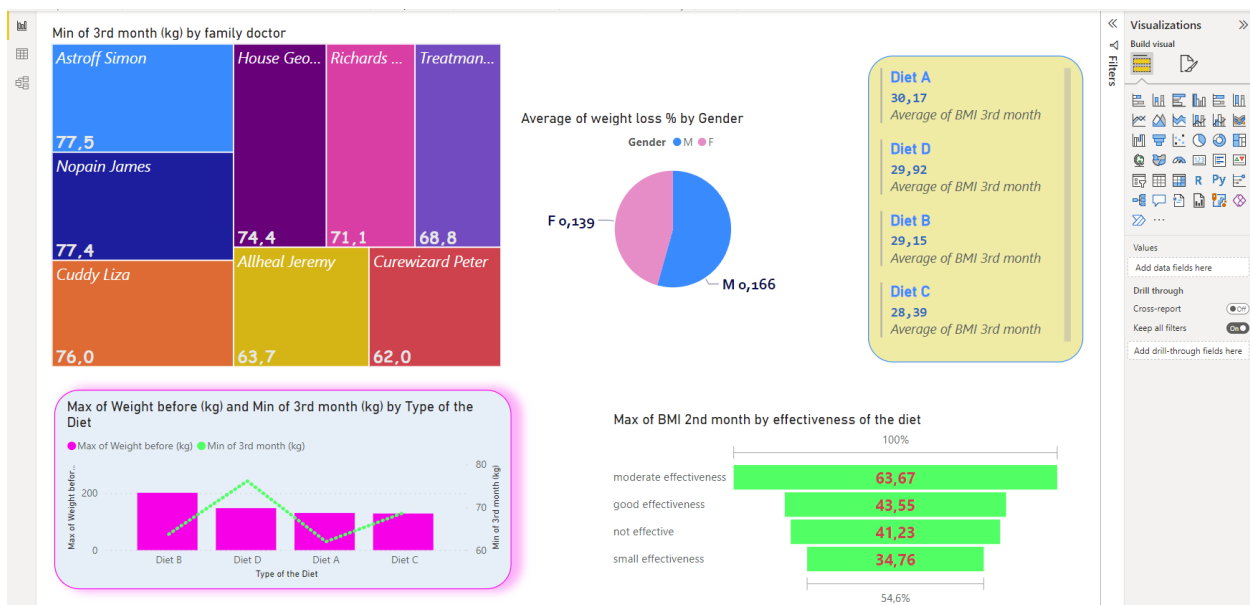 Min of 3rd month (kg) by family doctor
Astroff Simon
77,5
Nopain James
77,4
Cuddy Liza
76,0
House Geo...
74,4
Richards ...
71,1
Treatman...
68,8
Allheal Jeremy
63,7
Curewizard Peter
62,0
Average of weight loss % by Gender
Gender M F
F 0,139
M 0,166
Diet A
30,17
Average of BMI 3rd month
Diet D
29,92
Average of BMI 3rd month
Diet B
29,15
Average of BMI 3rd month
Diet C
28,39
Average of BMI 3rd month
Max of Weight before (kg) and Min of 3rd month (kg) by Type of the
Diet
Max of Weight before (kg) Min of 3rd month (kg)
Max of Weight befor...
200
0
80
70
60
Min of 3rd month (kg)
Diet B Diet D Diet A Diet C
Type of the Diet
Max of BMI 2nd month by effectiveness of the diet
100%
moderate effectiveness 63,67
good effectiveness 43,55
not effective 41,23
small effectiveness 34,76
54,6%
Filters
Visualizations
Build visual
123
R Py
...
Values
Add data fields here
Drill through
Cross-report Off
Keep all filters On
Add drill-through fields here